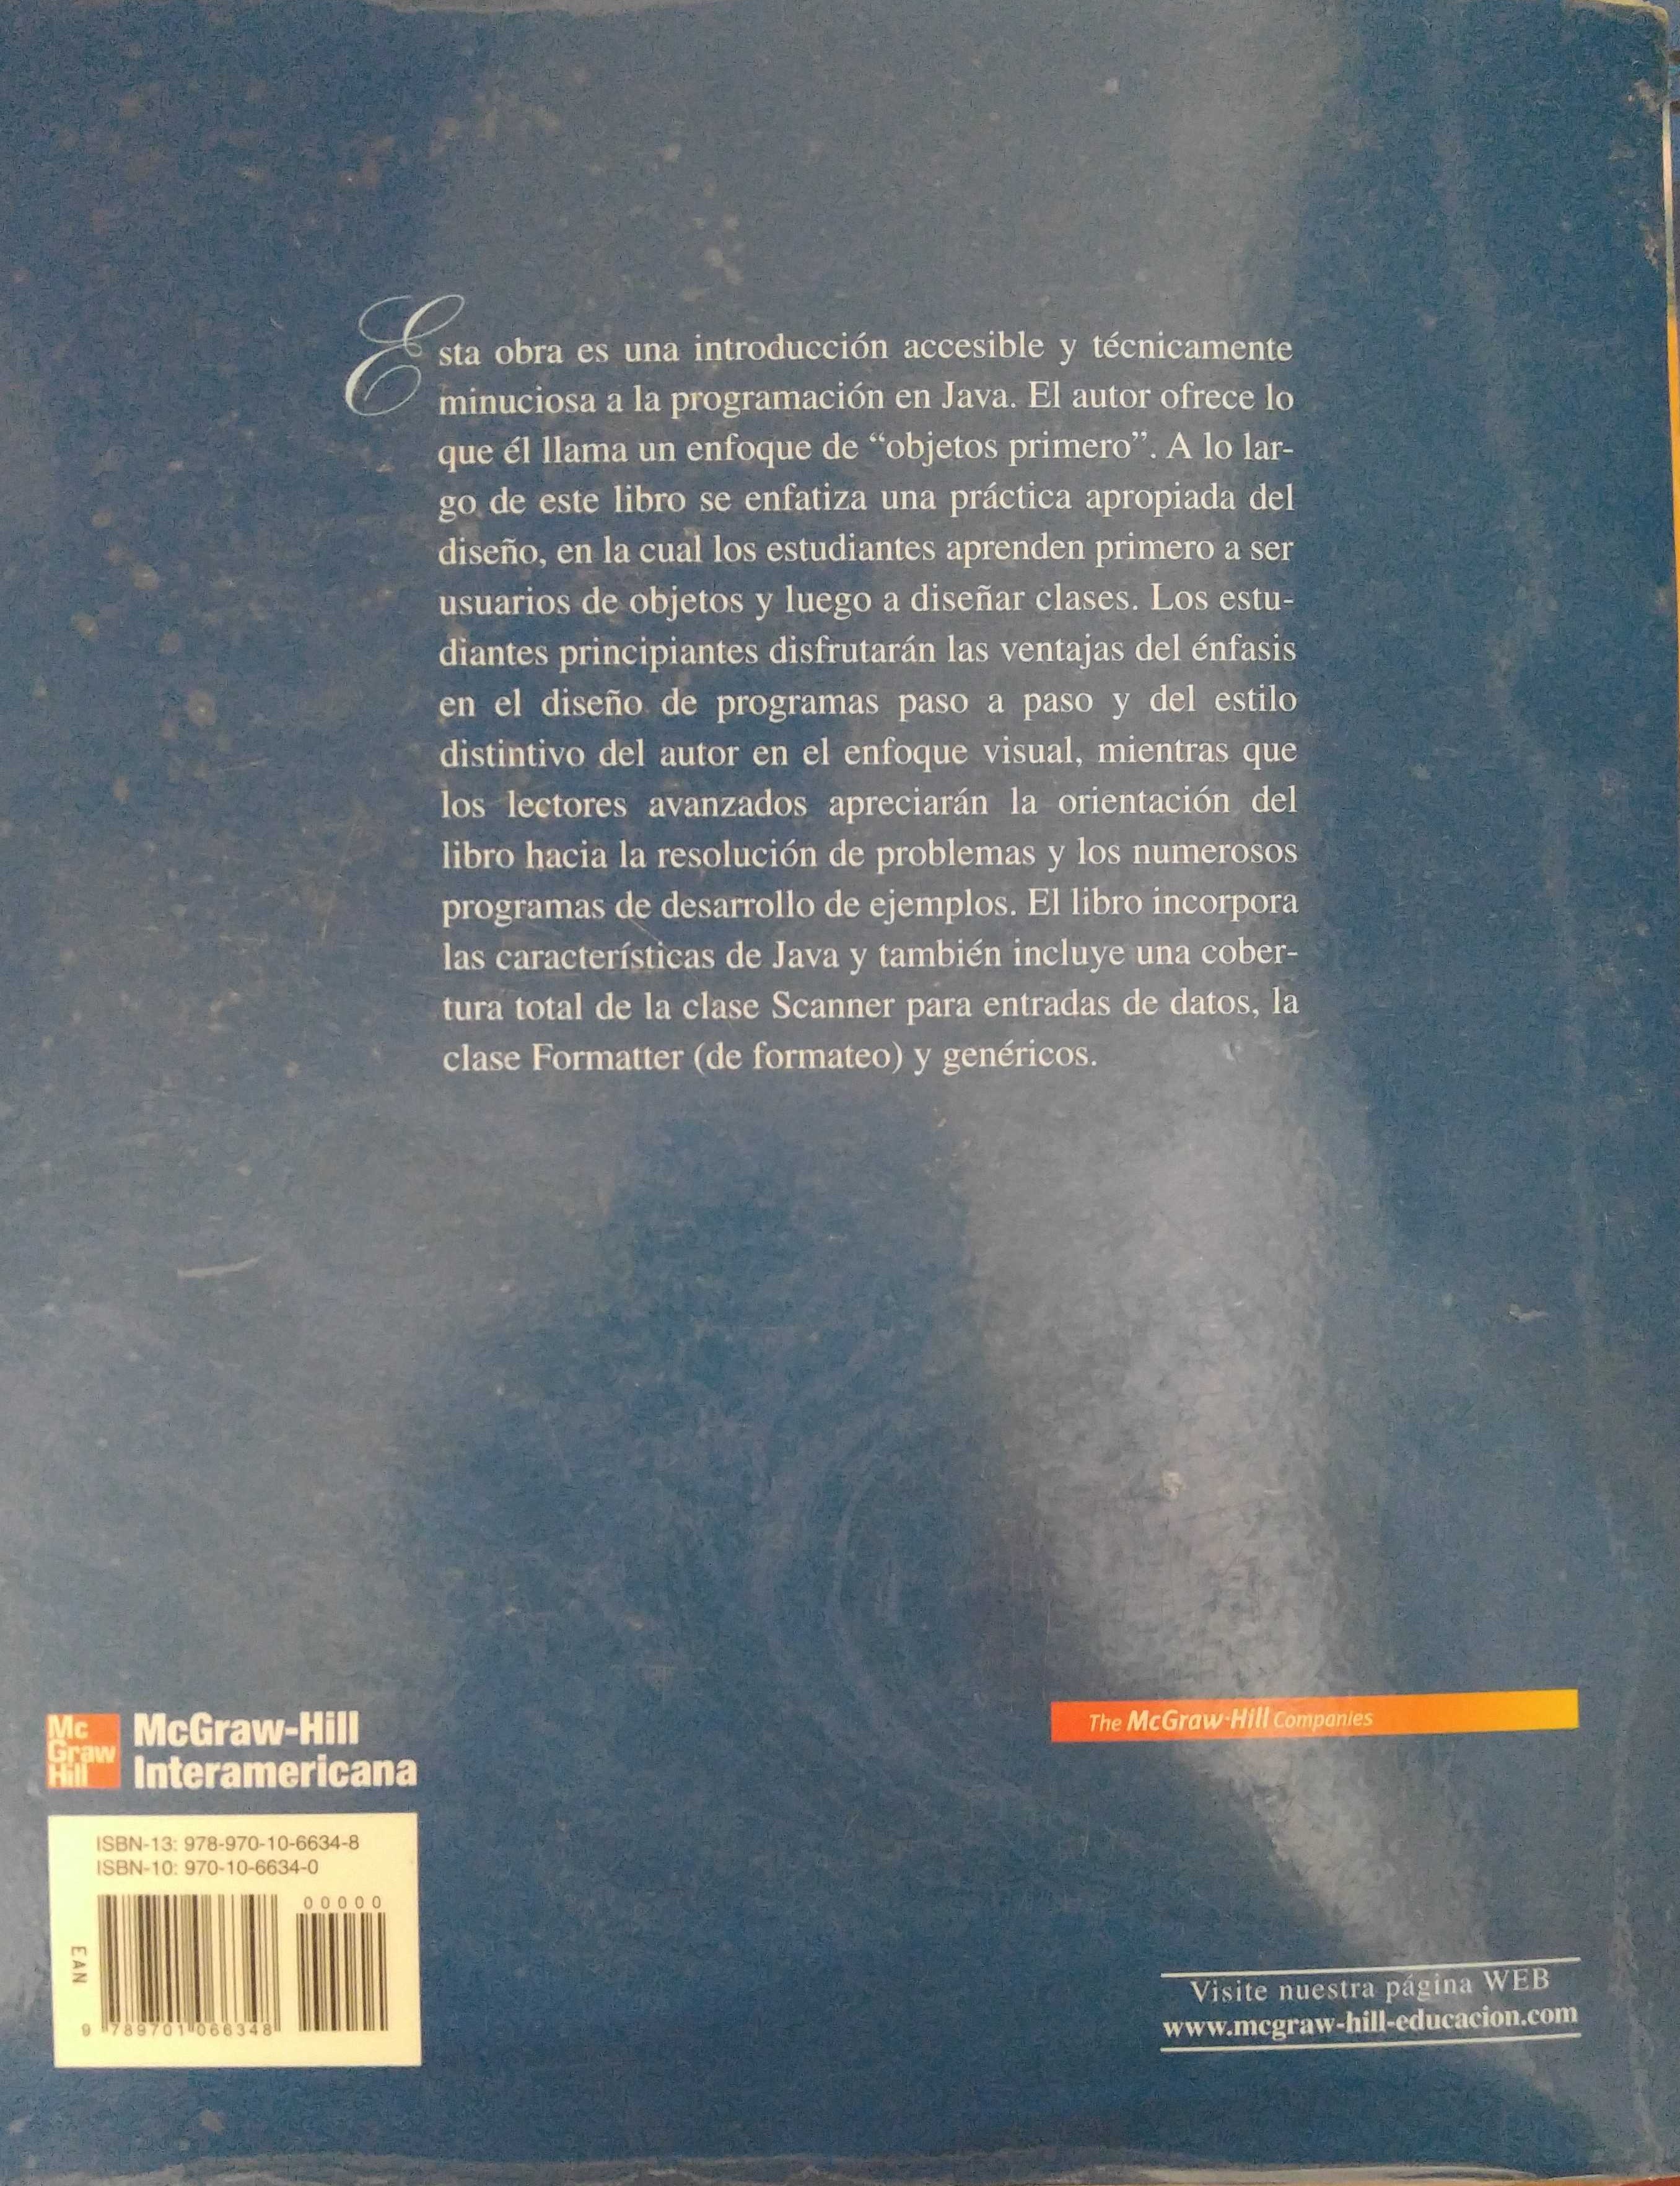 Esta obra es una introducción accesible y técnicamente
minuciosa a la programación en Java. El autor ofrece lo
que él llama un enfoque de “objetos primero”. A lo lar-
go de este libro se enfatiza una práctica apropiada del
diseño, en la cual los estudiantes aprenden primero a ser
usuarios de objetos y luego a diseñar clases. Los estu-
diantes principiantes disfrutarán las ventajas del énfasis
en el diseño de programas paso a paso y del estilo
distintivo del autor en el enfoque visual, mientras que
los lectores avanzados apreciarán la orientación del
libro hacia la resolución de problemas y los numerosos
programas de desarrollo de ejemplos. El libro incorpora
las características de Java y también incluye una cober-
tura total de la clase Scanner para entradas de datos, la
clase Formatter (de formateo) y genéricos.
Mc
Graw
Hill
McGraw-Hill
Interamericana
The McGraw·Hill Companies
ISBN-13: 978-970-10-6634-8
ISBN-10: 970-10-6634-0
00000
EAN
9 789701 066348
Visite nuestra página WEB
www.mcgraw-hill-educacion.com